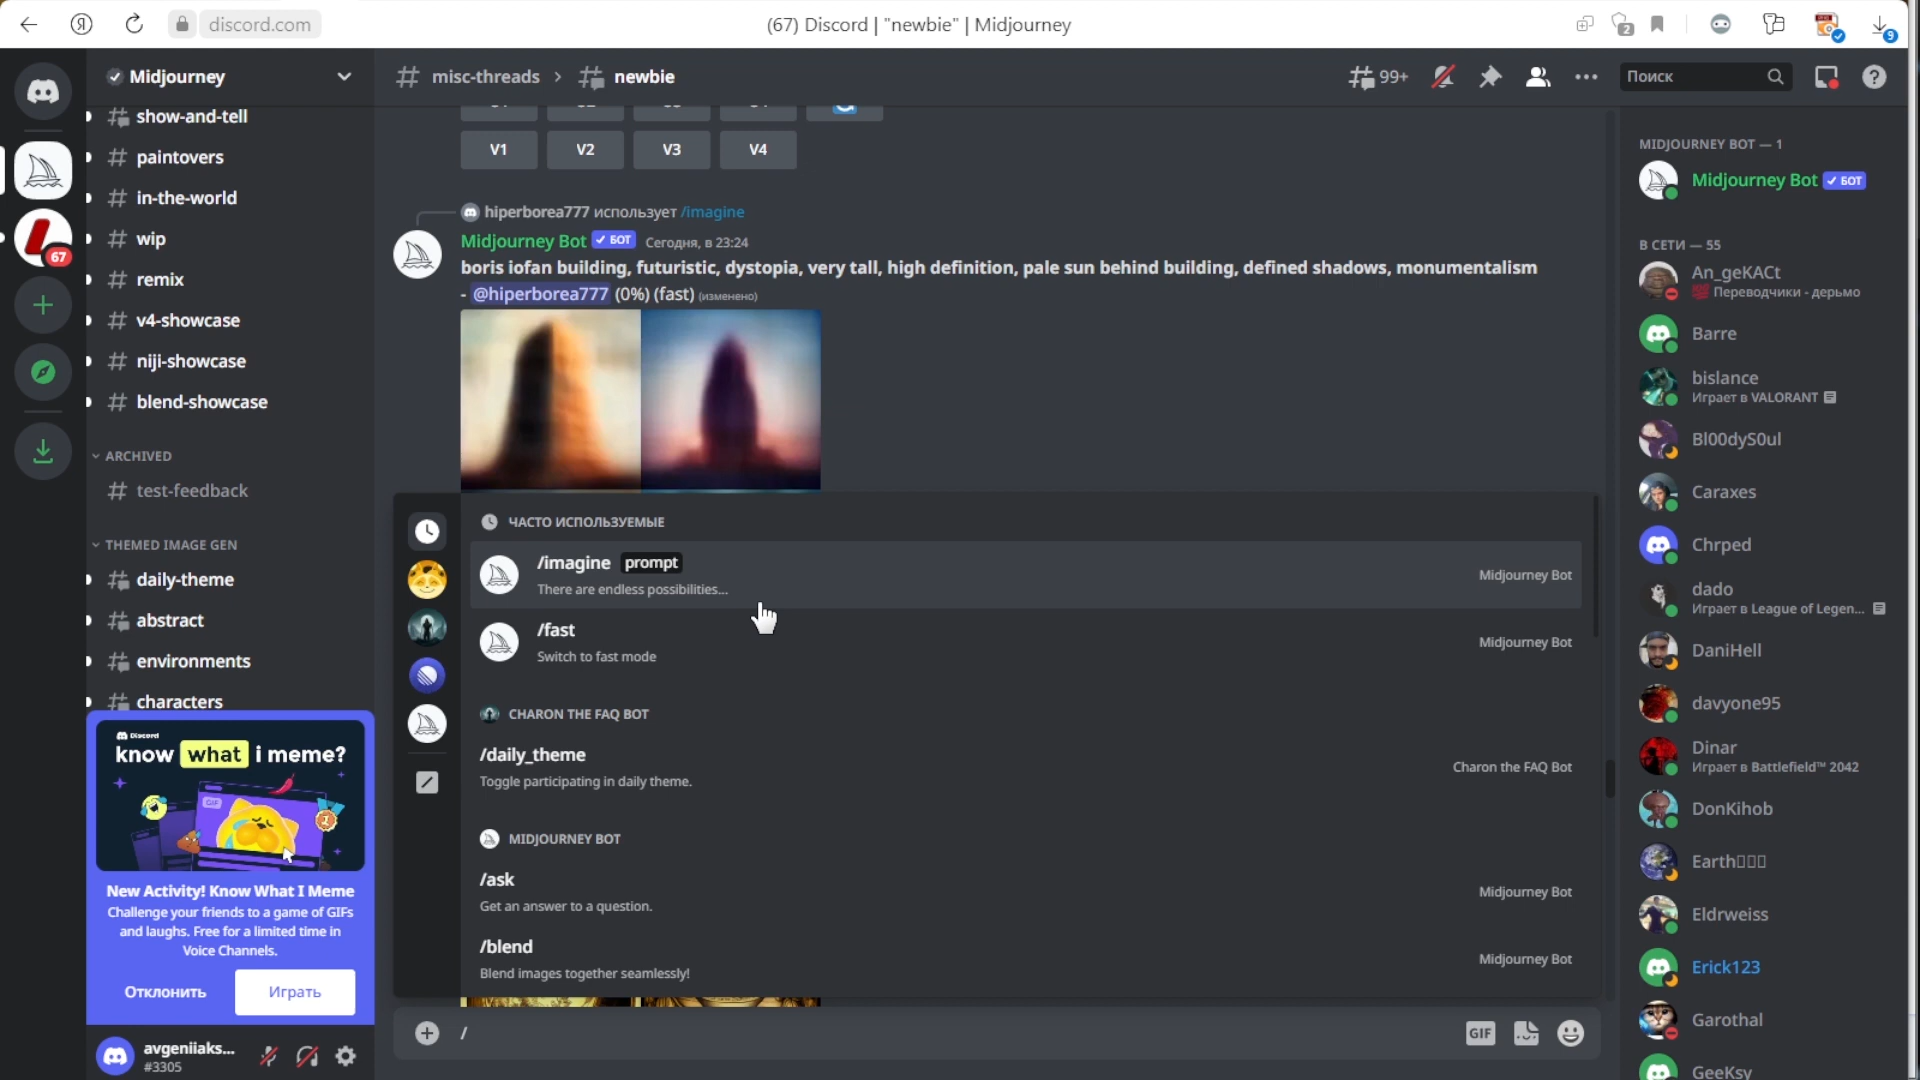 discord.com
(67) Discord | "newbie" | Midjourney
2
9
Midjourney
show-and-tell
paintovers
in-the-world
wip
remix
v4-showcase
niji-showcase
blend-showcase
ARCHIVED
test-feedback
THEMED IMAGE GEN
daily-theme
abstract
environments
characters
67
Discord
know what i meme?
GIF
New Activity! Know What I Meme
Challenge your friends to a game of GIFs
and laughs. Free for a limited time in
Voice Channels.
Отклонить
Играть
avgeniiaks...
#3305
misc-threads > newbie
99+
Поиск
V1 V2 V3 V4
hiperborea777 использует /imagine
Midjourney Bot БОТ Сегодня, в 23:24
boris iofan building, futuristic, dystopia, very tall, high definition, pale sun behind building, defined shadows, monumentalism
- @hiperborea777 (0%) (fast) (изменено)
ЧАСТО ИСПОЛЬЗУЕМЫЕ
/imagine prompt
There are endless possibilities...
Midjourney Bot
/fast
Switch to fast mode
Midjourney Bot
CHARON THE FAQ BOT
/daily_theme
Toggle participating in daily theme.
Charon the FAQ Bot
MIDJOURNEY BOT
/ask
Get an answer to a question.
Midjourney Bot
/blend
Blend images together seamlessly!
Midjourney Bot
/
GIF
MIDJOURNEY BOT — 1
Midjourney Bot БОТ
В СЕТИ — 55
An_geKACt
Переводчики - дерьмо
Barre
bislance
Играет в VALORANT
Bl00dyS0ul
Caraxes
Chrped
dado
Играет в League of Legen...
DaniHell
davyone95
Dinar
Играет в Battlefield™ 2042
DonKihob
Earth
Eldrweiss
Erick123
Garothal
GeeKsy